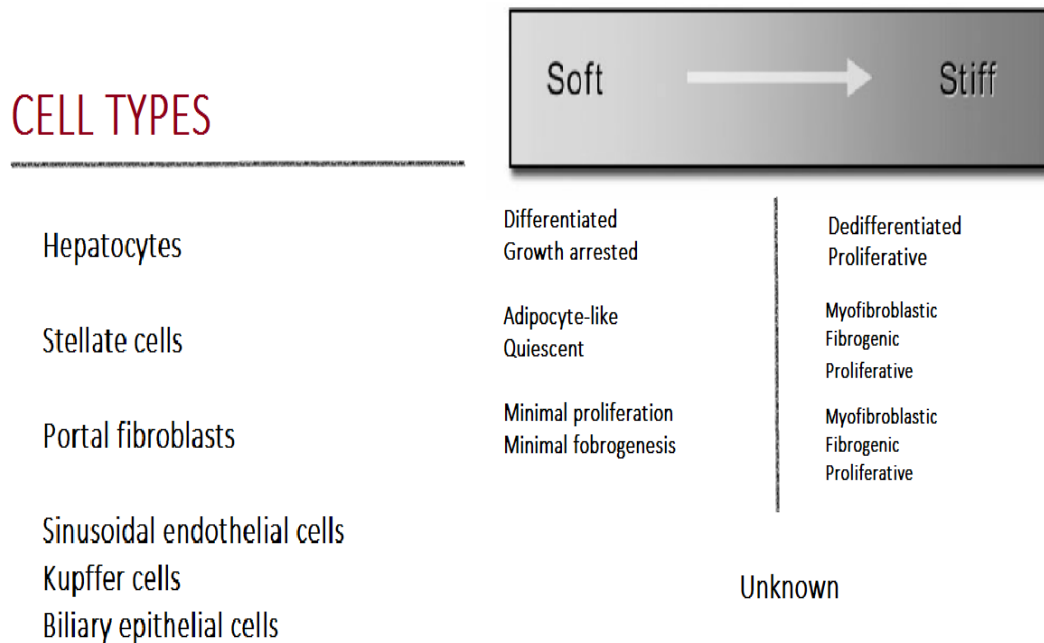 CELL TYPES
Soft
Stiff
Hepatocytes
Differentiated
Growth arrested
Dedifferentiated
Proliferative
Stellate cells
Adipocyte-like
Quiescent
Myofibroblastic
Fibrogenic
Proliferative
Portal fibroblasts
Minimal proliferation
Minimal fobrogenesis
Myofibroblastic
Fibrogenic
Proliferative
Sinusoidal endothelial cells
Kupffer cells
Biliary epithelial cells
Unknown